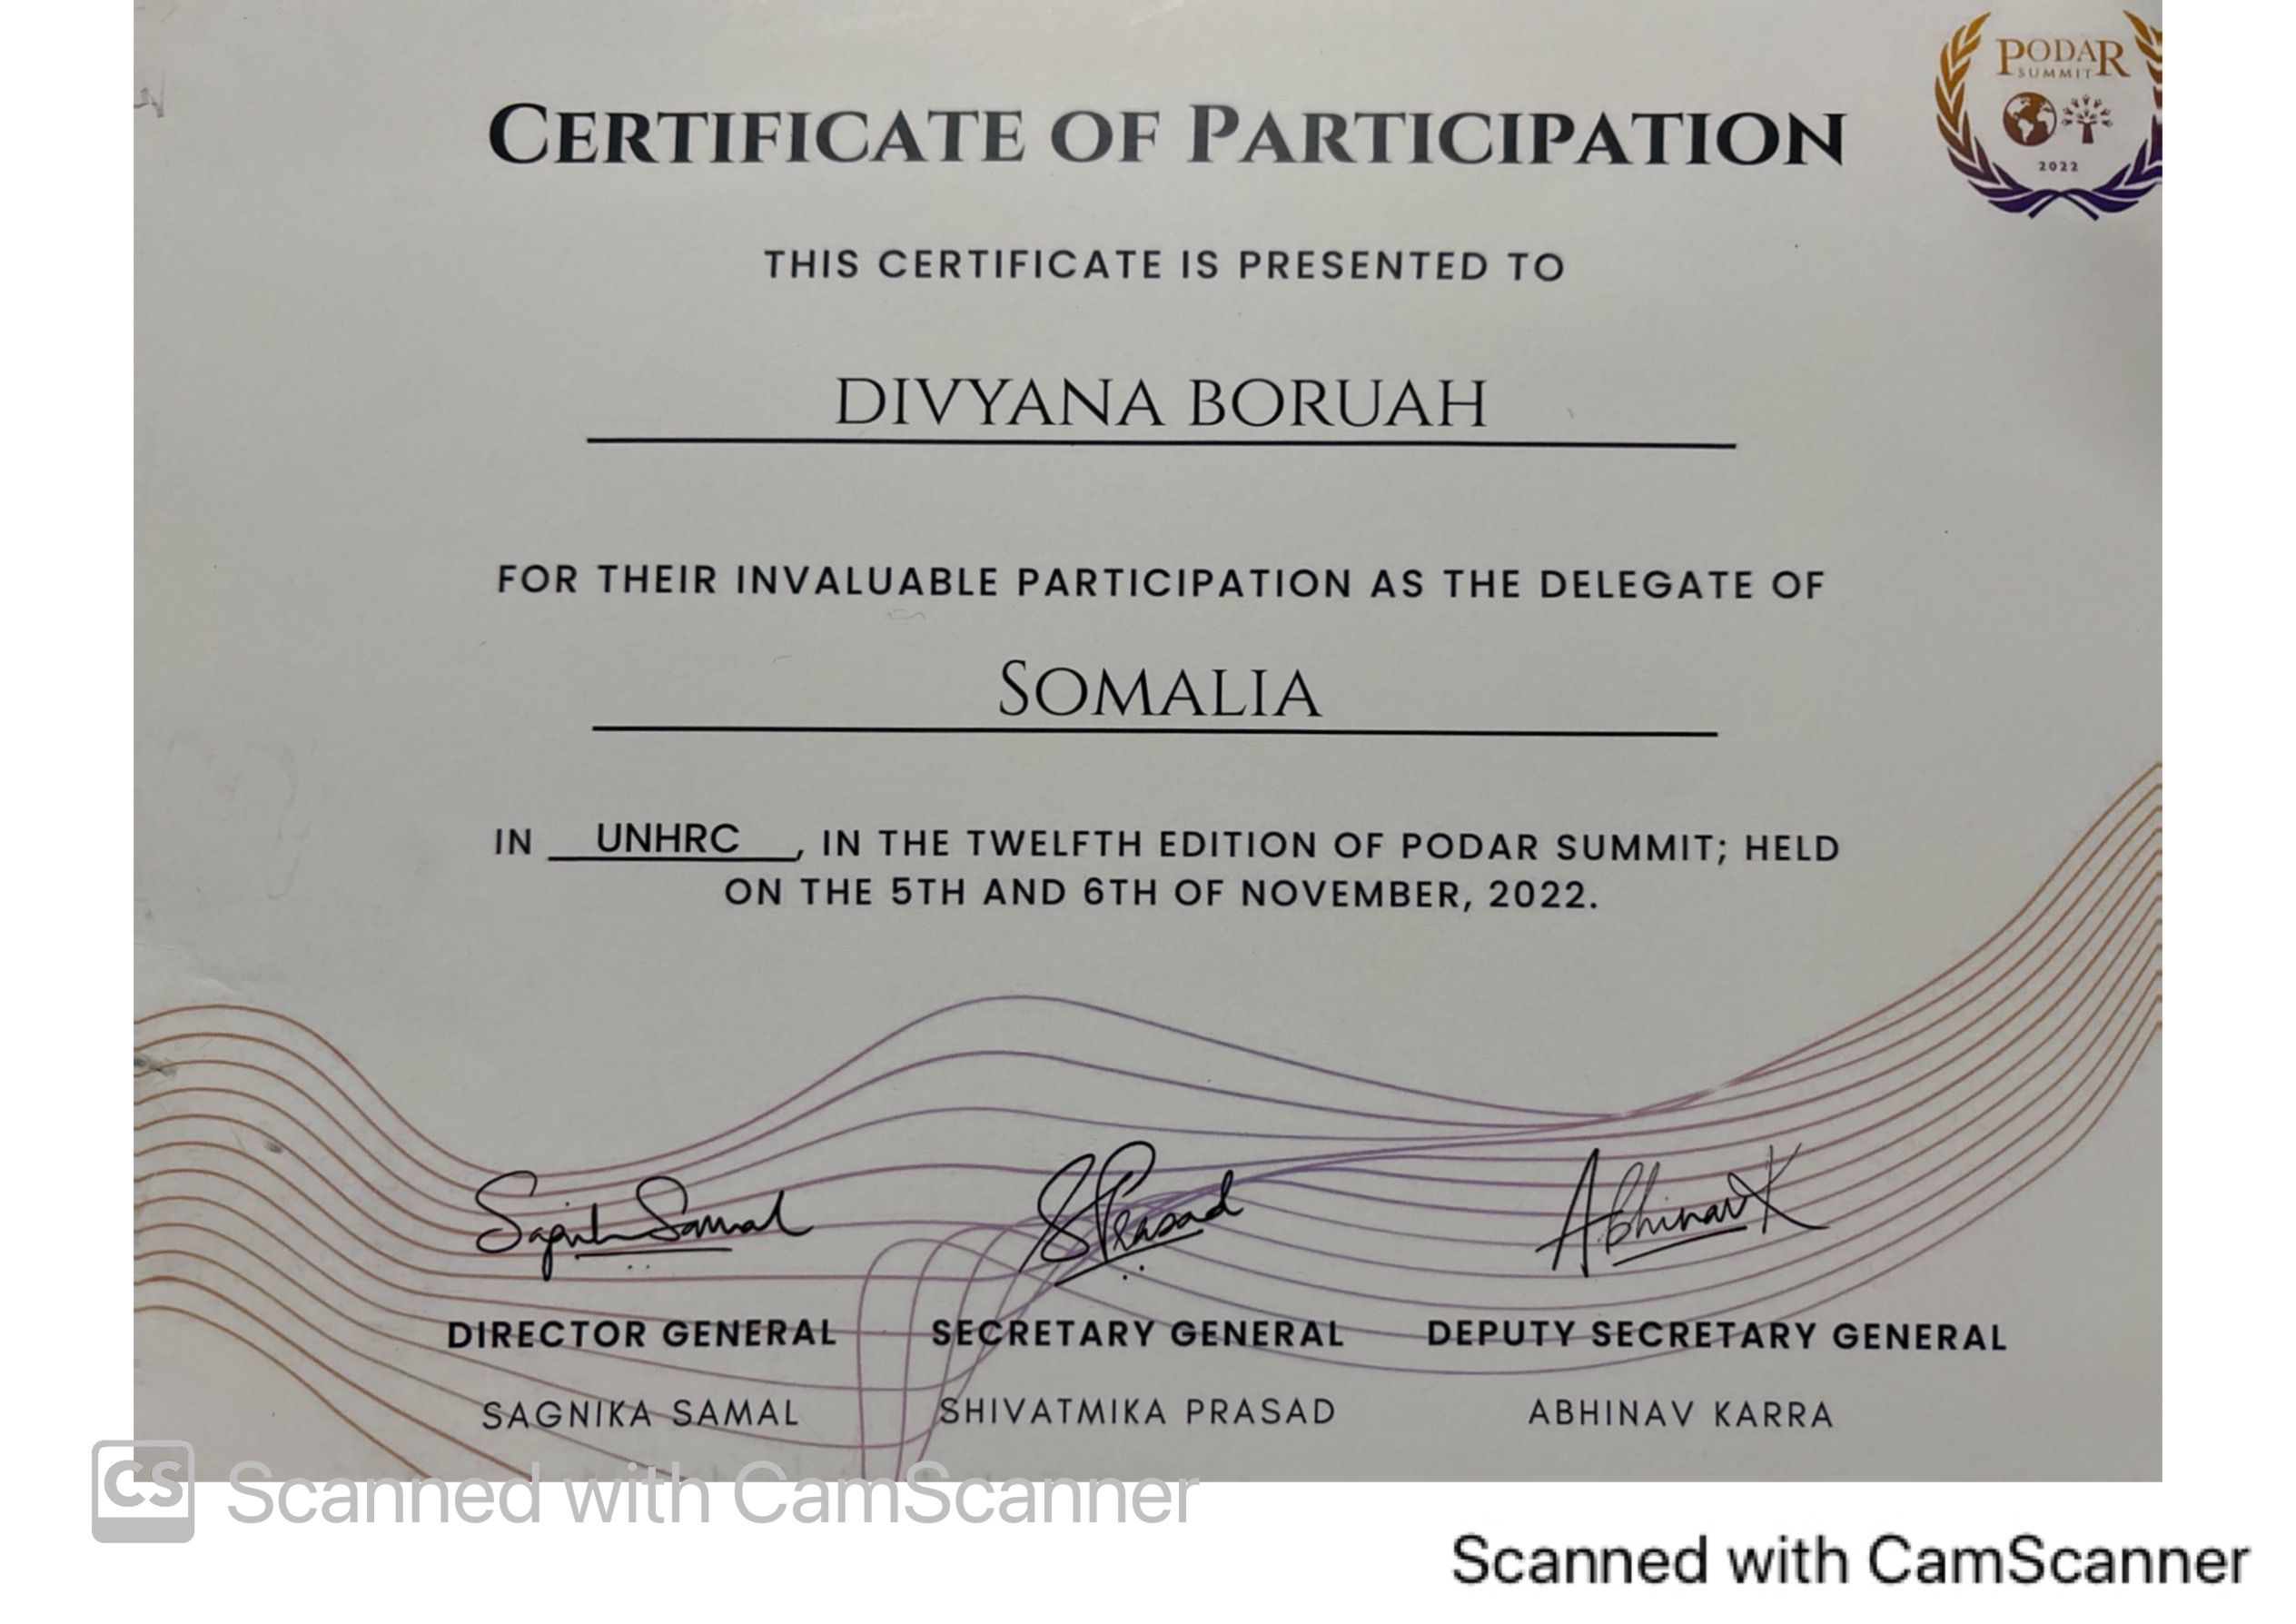 PODAR
SUMMIT
2022
CERTIFICATE OF PARTICIPATION
THIS CERTIFICATE IS PRESENTED TO
DIVYANA BORUAH
FOR THEIR INVALUABLE PARTICIPATION AS THE DELEGATE OF
SOMALIA
IN UNHRC, IN THE TWELFTH EDITION OF PODAR SUMMIT; HELD
ON THE 5TH AND 6TH OF NOVEMBER, 2022.
Sagnika Samal SPrasad Abhinav K
DIRECTOR GENERAL SECRETARY GENERAL DEPUTY SECRETARY GENERAL
SAGNIKA SAMAL SHIVATMIKA PRASAD ABHINAV KARRA
CS Scanned with CamScanner
Scanned with CamScanner